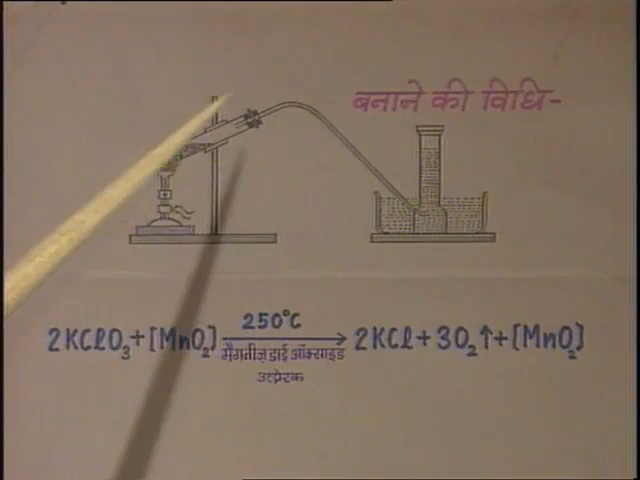 बनाने की विधि-
250°C
2KClO₃+[MnO₂] → 2KCl+3O₂↑+[MnO₂]
मैगनीज़ डाई ऑक्साइड
उत्प्रेरक